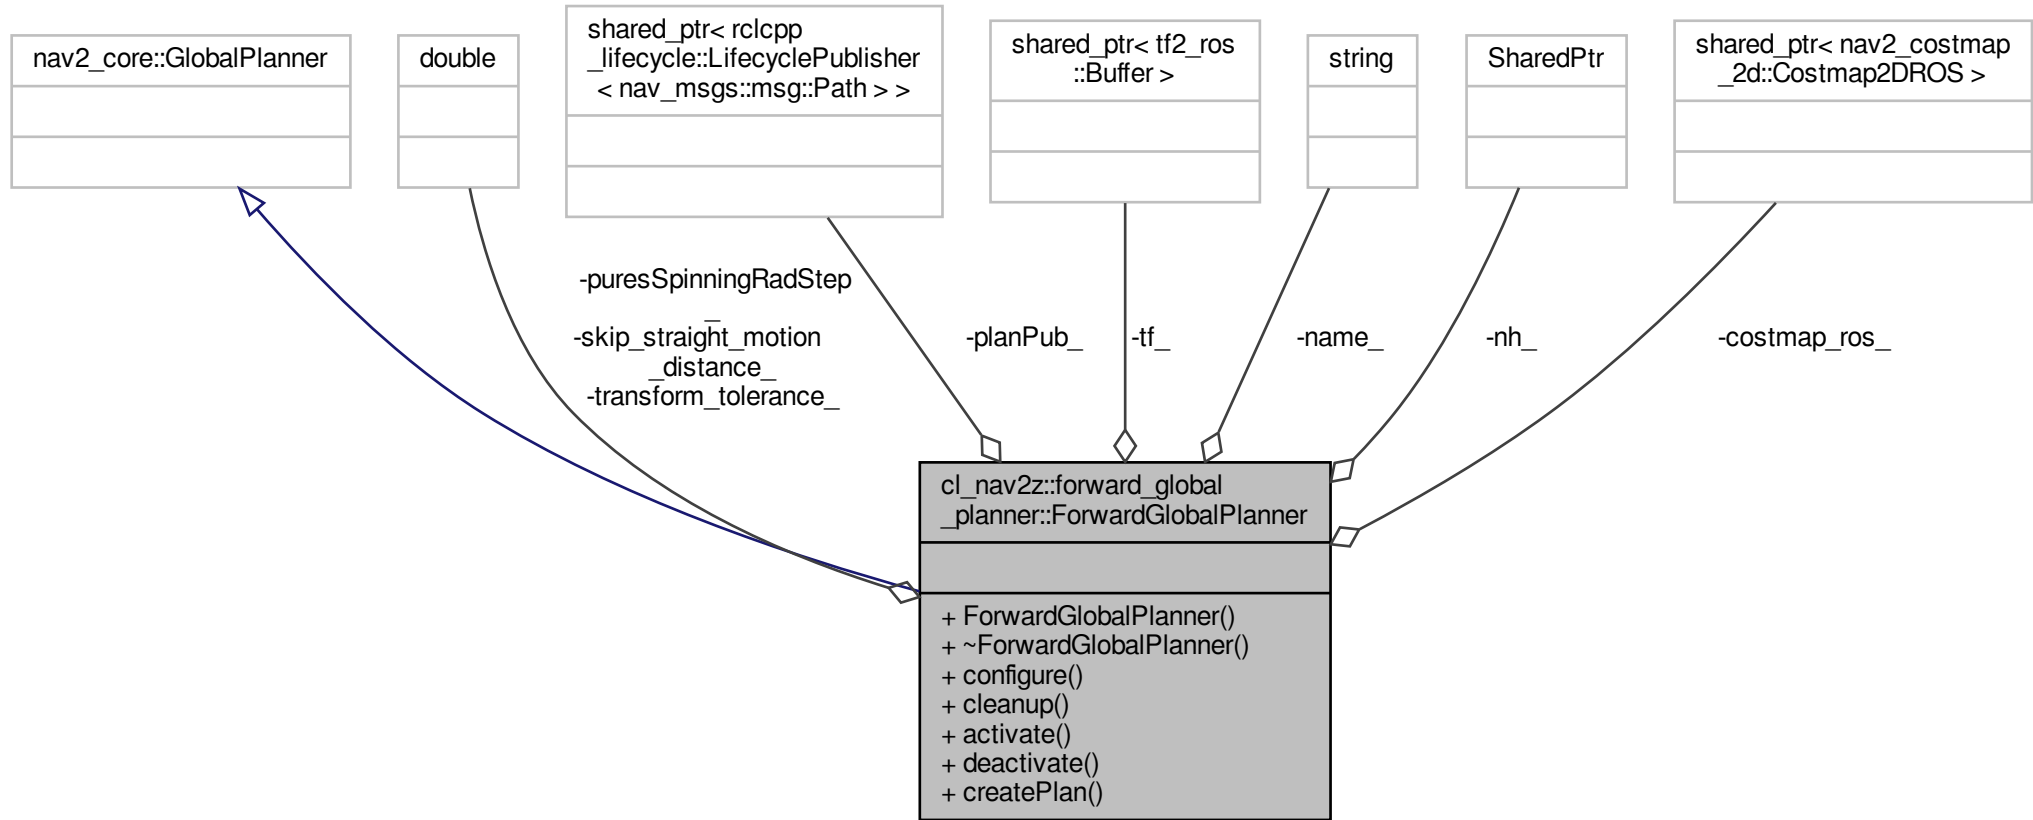 nav2_core::GlobalPlanner
double
shared_ptr< rclcpp
_lifecycle::LifecyclePublisher
< nav_msgs::msg::Path > >
shared_ptr< tf2_ros
::Buffer >
string
SharedPtr
shared_ptr< nav2_costmap
_2d::Costmap2DROS >
-puresSpinningRadStep
_
-skip_straight_motion
_distance_
-transform_tolerance_
-planPub_
-tf_
-name_
-nh_
-costmap_ros_
cl_nav2z::forward_global
_planner::ForwardGlobalPlanner
+ ForwardGlobalPlanner()
+ ~ForwardGlobalPlanner()
+ configure()
+ cleanup()
+ activate()
+ deactivate()
+ createPlan()